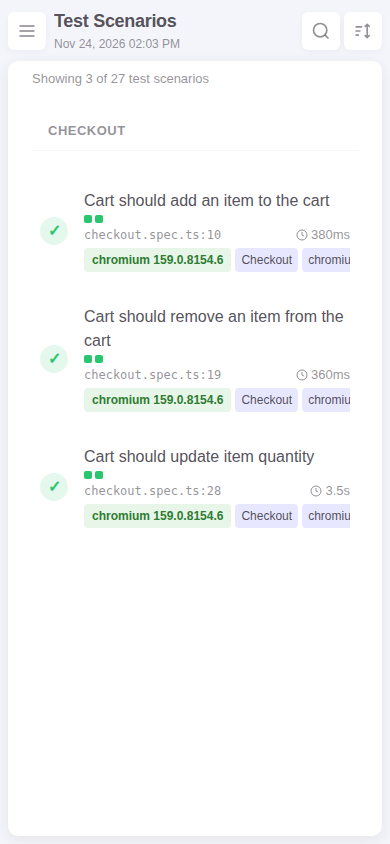 Test Scenarios
Nov 24, 2026 02:03 PM
Showing 3 of 27 test scenarios
CHECKOUT
Cart should add an item to the cart
checkout.spec.ts:10 380ms
chromium 159.0.8154.6 Checkout chromiu
Cart should remove an item from the
cart
checkout.spec.ts:19 360ms
chromium 159.0.8154.6 Checkout chromiu
Cart should update item quantity
checkout.spec.ts:28 3.5s
chromium 159.0.8154.6 Checkout chromiu